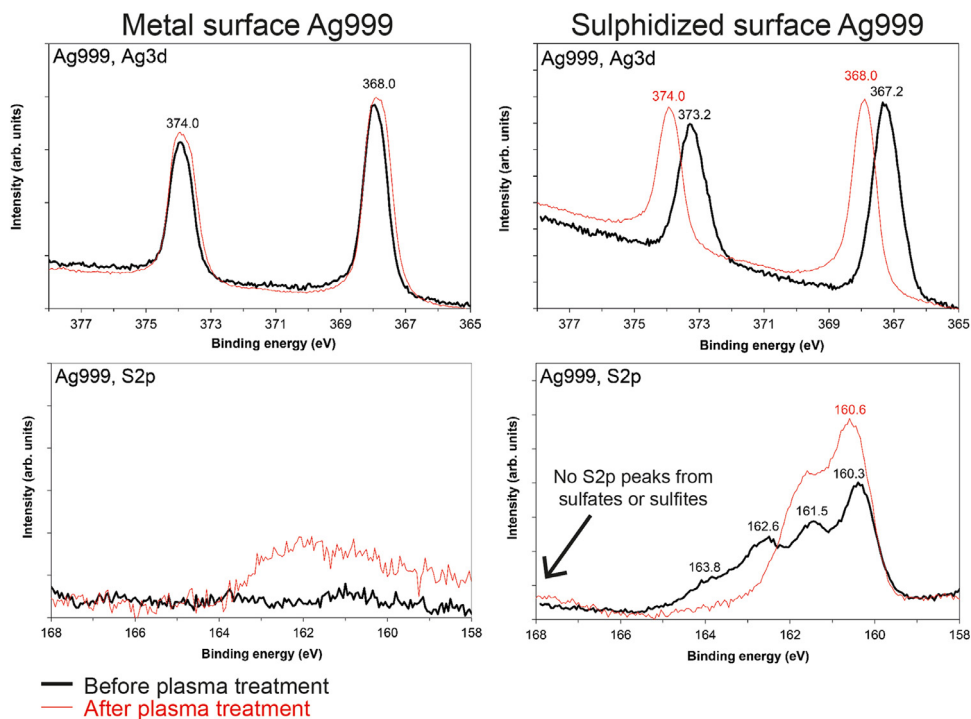 Metal surface Ag999
Sulphidized surface Ag999
Ag999, Ag3d
374.0
368.0
Intensity (arb. units)
377 375 373 371 369 367 365
Binding energy (eV)
Ag999, Ag3d
374.0
373.2
368.0
367.2
Intensity (arb. units)
377 375 373 371 369 367 365
Binding energy (eV)
Ag999, S2p
Intensity (arb. units)
168 166 164 162 160 158
Binding energy (eV)
Ag999, S2p
No S2p peaks from
sulfates or sulfites
163.8
162.6
161.5
160.3
160.6
Intensity (arb. units)
168 166 164 162 160 158
Binding energy (eV)
Before plasma treatment
After plasma treatment